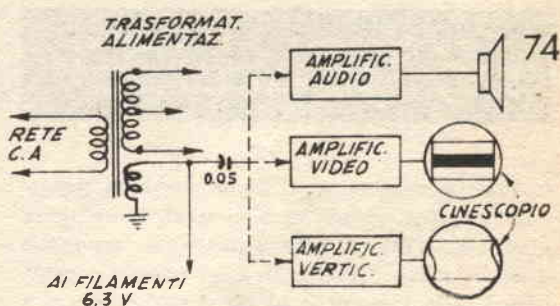 TRASFORMAT.
ALIMENTAZ.
RETE
C.A
0.05
AI FILAMENTI
6.3 V
AMPLIFIC.
AUDIO
74
AMPLIFIC.
VIDEO
CINESCOPIO
AMPLIFIC.
VERTIC.